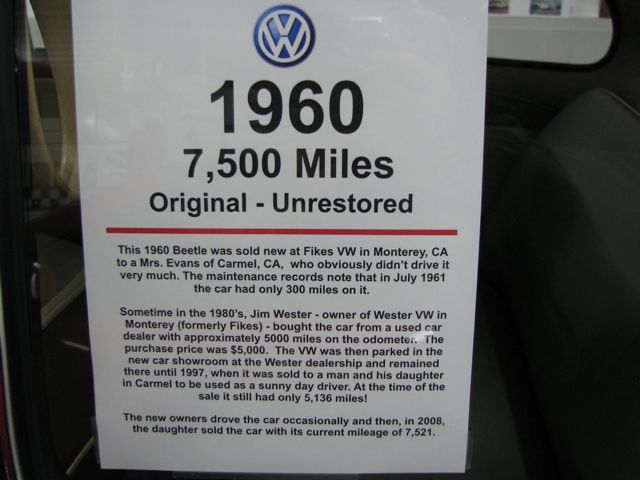 VW
1960
7,500 Miles
Original - Unrestored
This 1960 Beetle was sold new at Fikes VW in Monterey, CA
to a Mrs. Evans of Carmel, CA, who obviously didn't drive it
very much. The maintenance records note that in July 1961
the car had only 300 miles on it.
Sometime in the 1980's, Jim Wester - owner of Wester VW in
Monterey (formerly Fikes) - bought the car from a used car
dealer with approximately 5000 miles on the odometer. The
purchase price was $5,000. The VW was then parked in the
new car showroom at the Wester dealership and remained
there until 1997, when it was sold to a man and his daughter
in Carmel to be used as a sunny day driver. At the time of the
sale it still had only 5,136 miles!
The new owners drove the car occasionally and then, in 2008,
the daughter sold the car with its current mileage of 7,521.